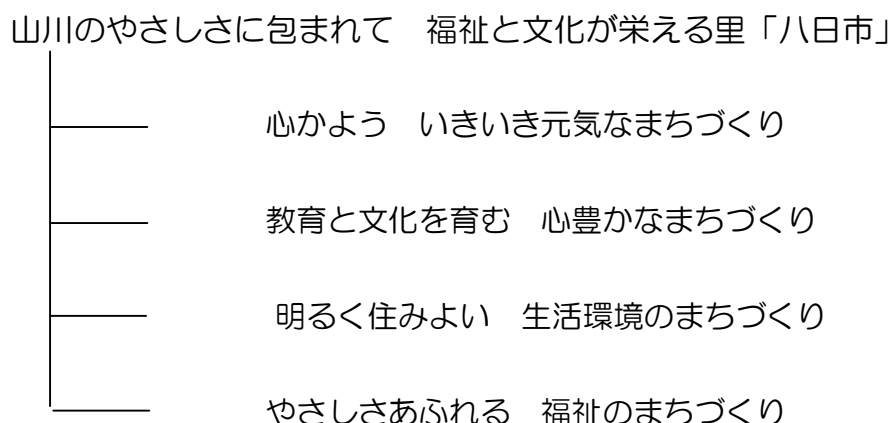 山川のやさしさに包まれて　福祉と文化が栄える里「八日市」
心かよう　いきいき元気なまちづくり
教育と文化を育む　心豊かなまちづくり
明るく住みよい　生活環境のまちづくり
やさしさあふれる　福祉のまちづくり